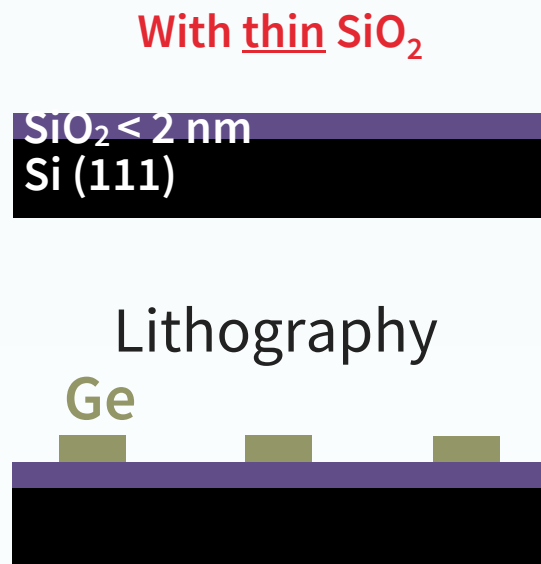 With thin SiO₂
SiO₂ < 2 nm
Si (111)
Lithography
Ge